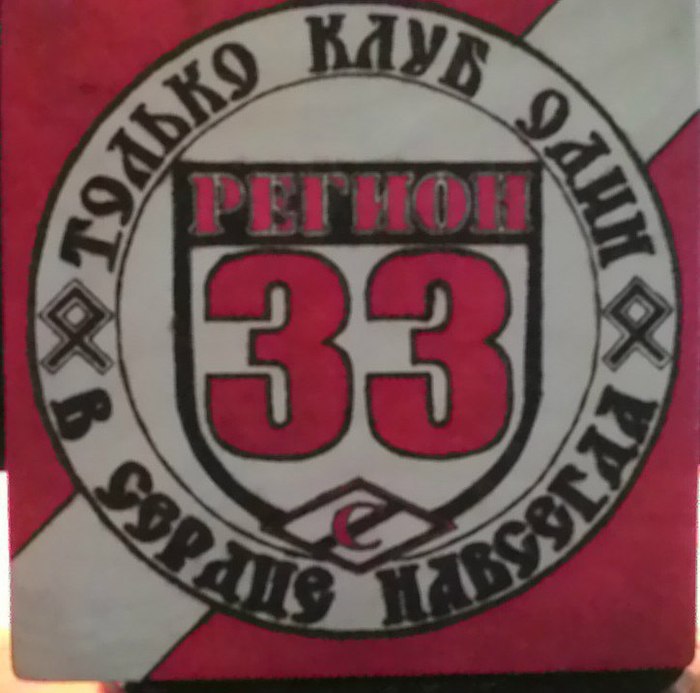 ТОЛЬКО КЛУБ ОДИН
РЕГИОН
33
С
В СЕРДЦЕ НАВСЕГДА